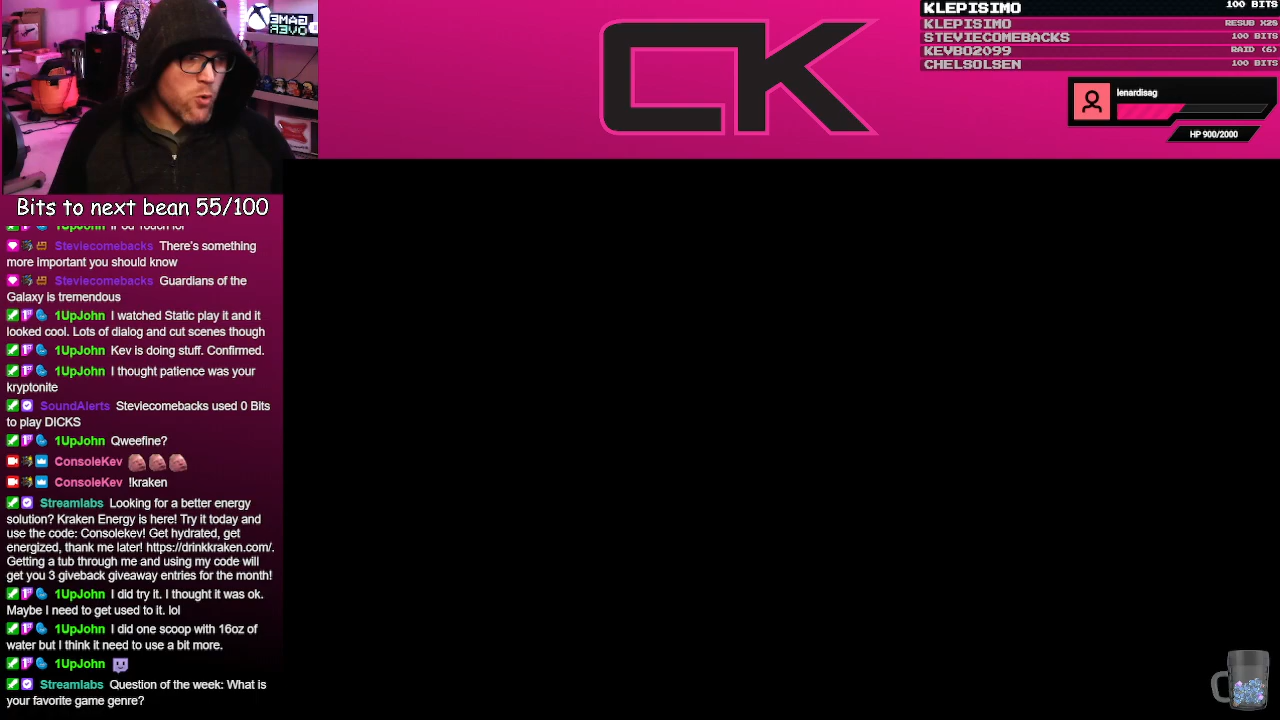 GAME
OVER
CK
KLEPISIMO 100 BITS
KLEPISIMO RESUB X26
STEVIECOMEBACKS 100 BITS
KEVBO2099 RAID (6)
CHELSOLSEN 100 BITS
lenardisag
HP 900/2000
Bits to next bean 55/100
1UpJohn iPod Touch lol
Steviecomebacks There's something
more important you should know
Steviecomebacks Guardians of the
Galaxy is tremendous
1UpJohn I watched Static play it and it
looked cool. Lots of dialog and cut scenes though
1UpJohn Kev is doing stuff. Confirmed.
1UpJohn I thought patience was your
kryptonite
SoundAlerts Steviecomebacks used 0 Bits
to play DICKS
1UpJohn Qweefine?
ConsoleKev
ConsoleKev !kraken
Streamlabs Looking for a better energy
solution? Kraken Energy is here! Try it today and
use the code: Consolekev! Get hydrated, get
energized, thank me later! https://drinkkraken.com/.
Getting a tub through me and using my code will
get you 3 giveback giveaway entries for the month!
1UpJohn I did try it. I thought it was ok.
Maybe I need to get used to it. lol
1UpJohn I did one scoop with 16oz of
water but I think it need to use a bit more.
1UpJohn
Streamlabs Question of the week: What is
your favorite game genre?